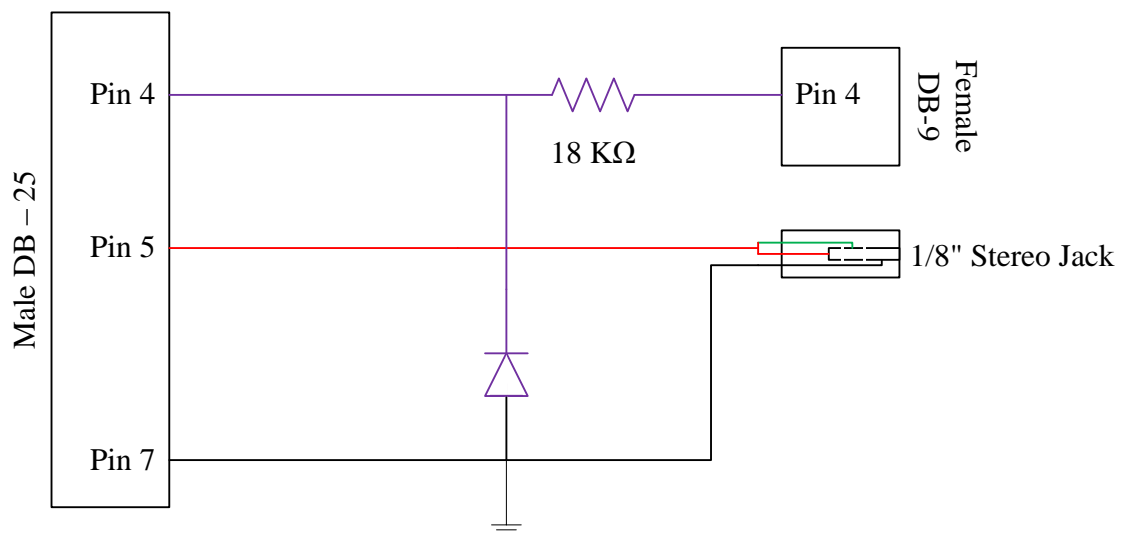 Male DB – 25
Pin 4
18 KΩ
Pin 4
Female
DB-9
Pin 5
1/8" Stereo Jack
Pin 7